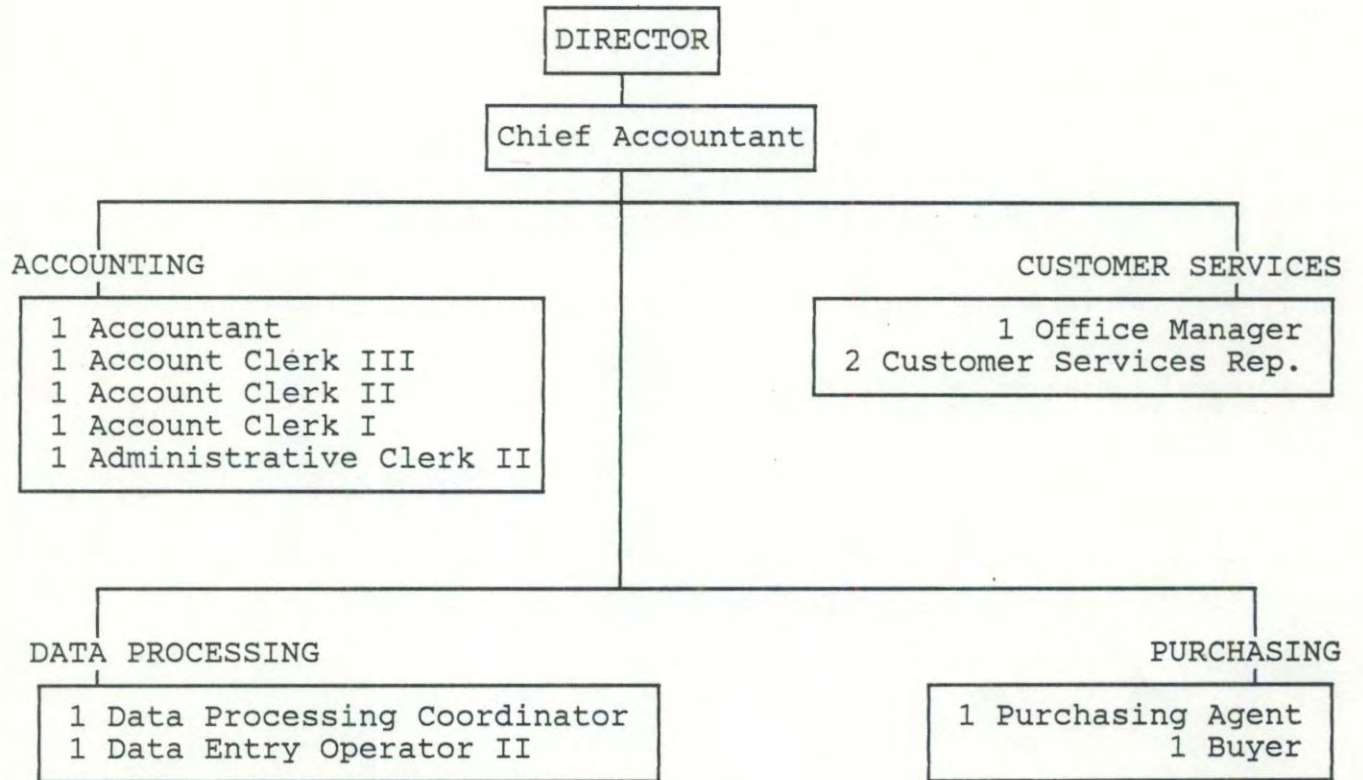 DIRECTOR
Chief Accountant
ACCOUNTING
1 Accountant
1 Account Clerk III
1 Account Clerk II
1 Account Clerk I
1 Administrative Clerk II
CUSTOMER SERVICES
1 Office Manager
2 Customer Services Rep.
DATA PROCESSING
1 Data Processing Coordinator
1 Data Entry Operator II
PURCHASING
1 Purchasing Agent
1 Buyer